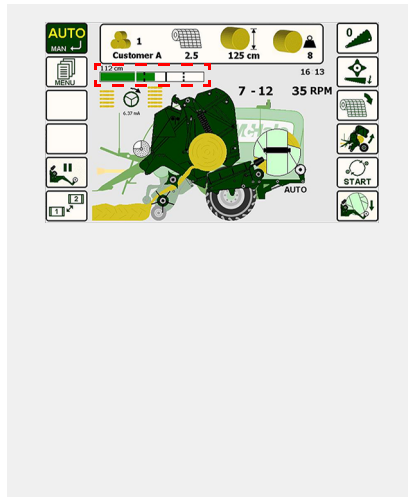 AUTO
MAN
1
Customer A
2.5
125 cm
8
0
112 cm
16 13
MENU
7 - 12
35 RPM
6.37 mA
AUTO
START
1
2